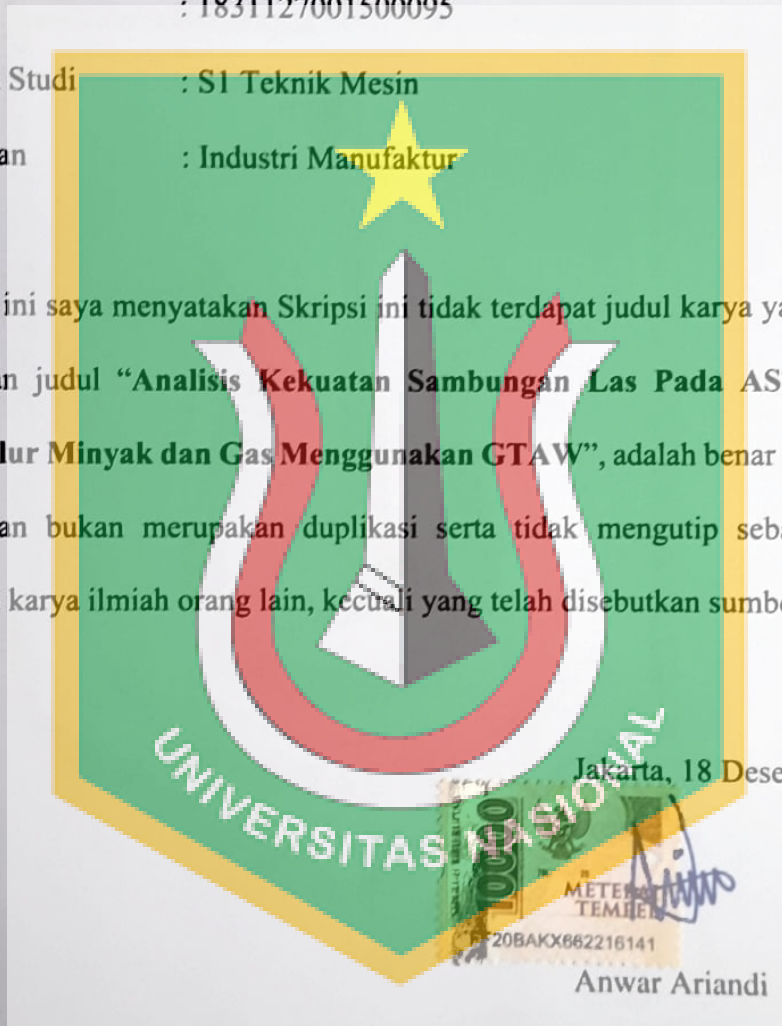 : 1831127001500095
Studi : S1 Teknik Mesin
an : Industri Manufaktur
ini saya menyatakan Skripsi ini tidak terdapat judul karya ya
n judul “Analisis Kekuatan Sambungan Las Pada AS
lur Minyak dan Gas Menggunakan GTAW”, adalah benar
an bukan merupakan duplikasi serta tidak mengutip seb
karya ilmiah orang lain, kecuali yang telah disebutkan sumb
Jakarta, 18 Dese
UNIVERSITAS NASIONAL
10000
METERAI
TEMPEL
20BAKX662216141
Anwar Ariandi